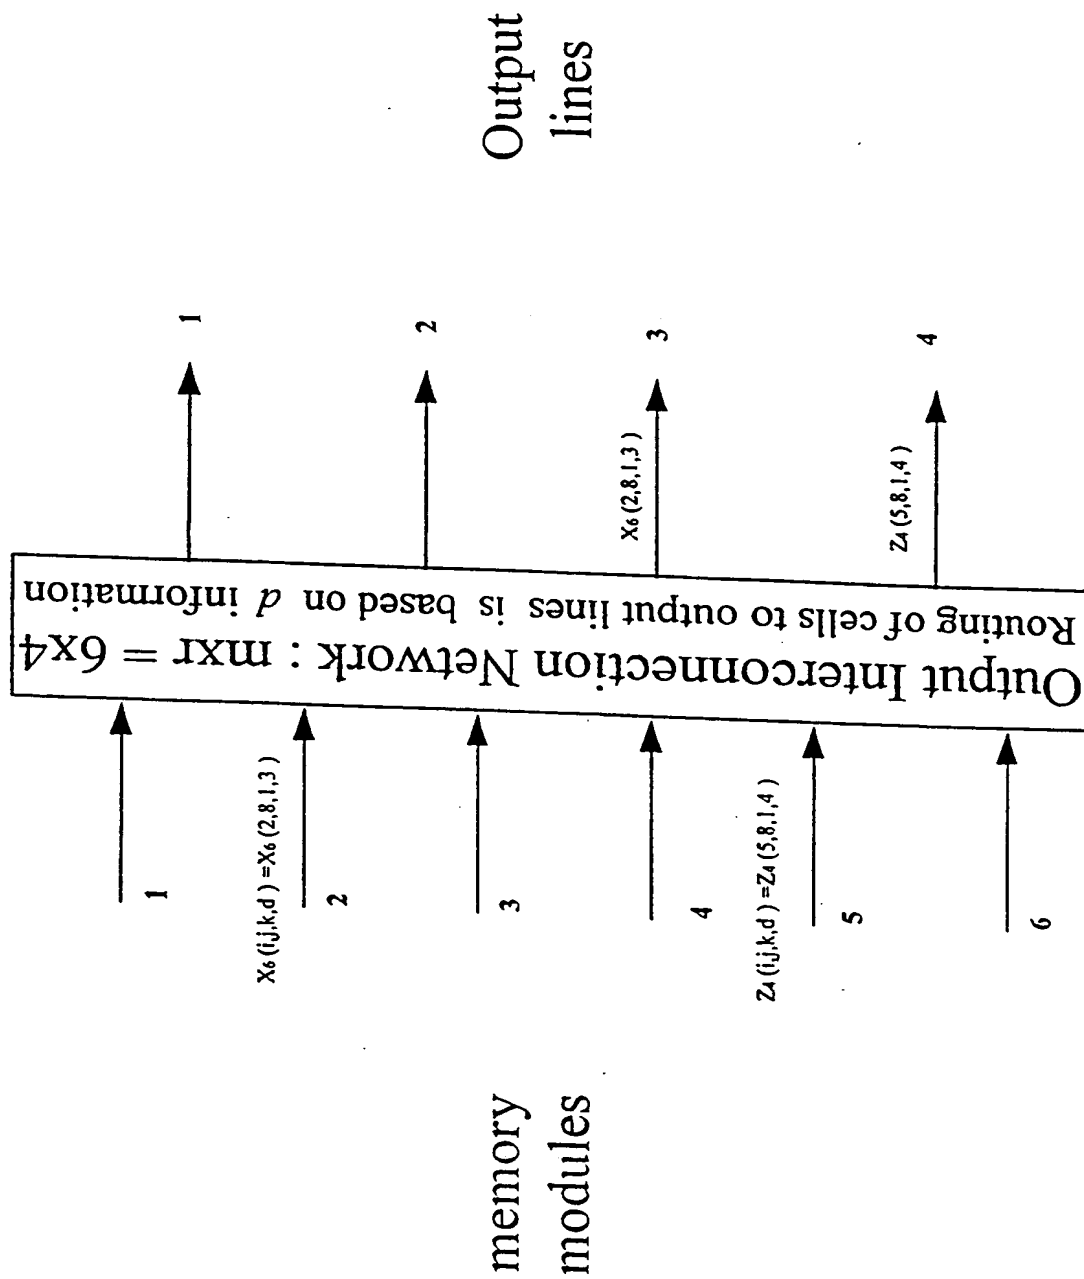 memory
modules
1
X6 (i,j,k,d ) =X6 (2,8,1,3 )
2
3
4
Z4 (i,j,k,d ) =Z4 (5,8,1,4 )
5
6
Output Interconnection Network : mxr = 6x4
Routing of cells to output lines is based on d information
1
2
X6 (2,8,1,3 )
3
Z4 (5,8,1,4 )
4
Output
lines